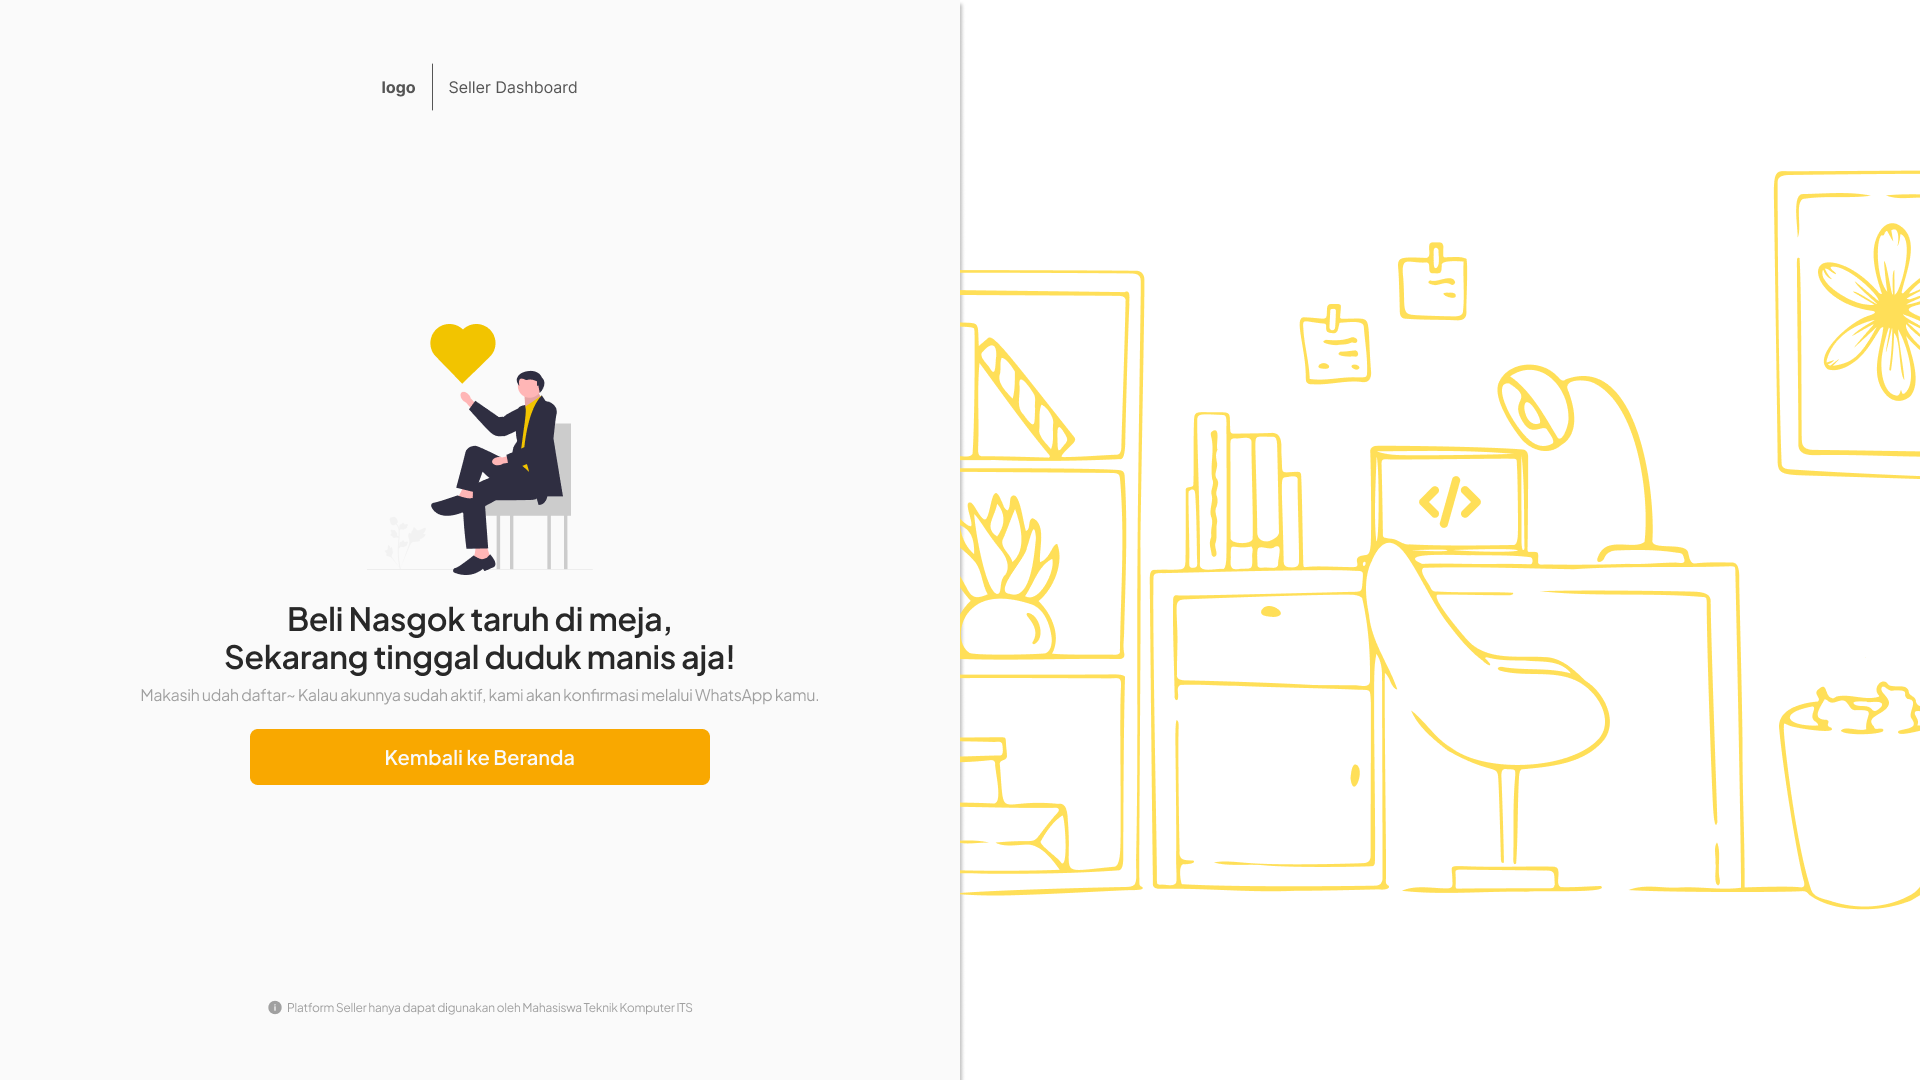 logo
Seller Dashboard
</>
Beli Nasgok taruh di meja,
Sekarang tinggal duduk manis aja!
Makasih udah daftar~ Kalau akunnya sudah aktif, kami akan konfirmasi melalui WhatsApp kamu.
Kembali ke Beranda
Platform Seller hanya dapat digunakan oleh Mahasiswa Teknik Komputer ITS